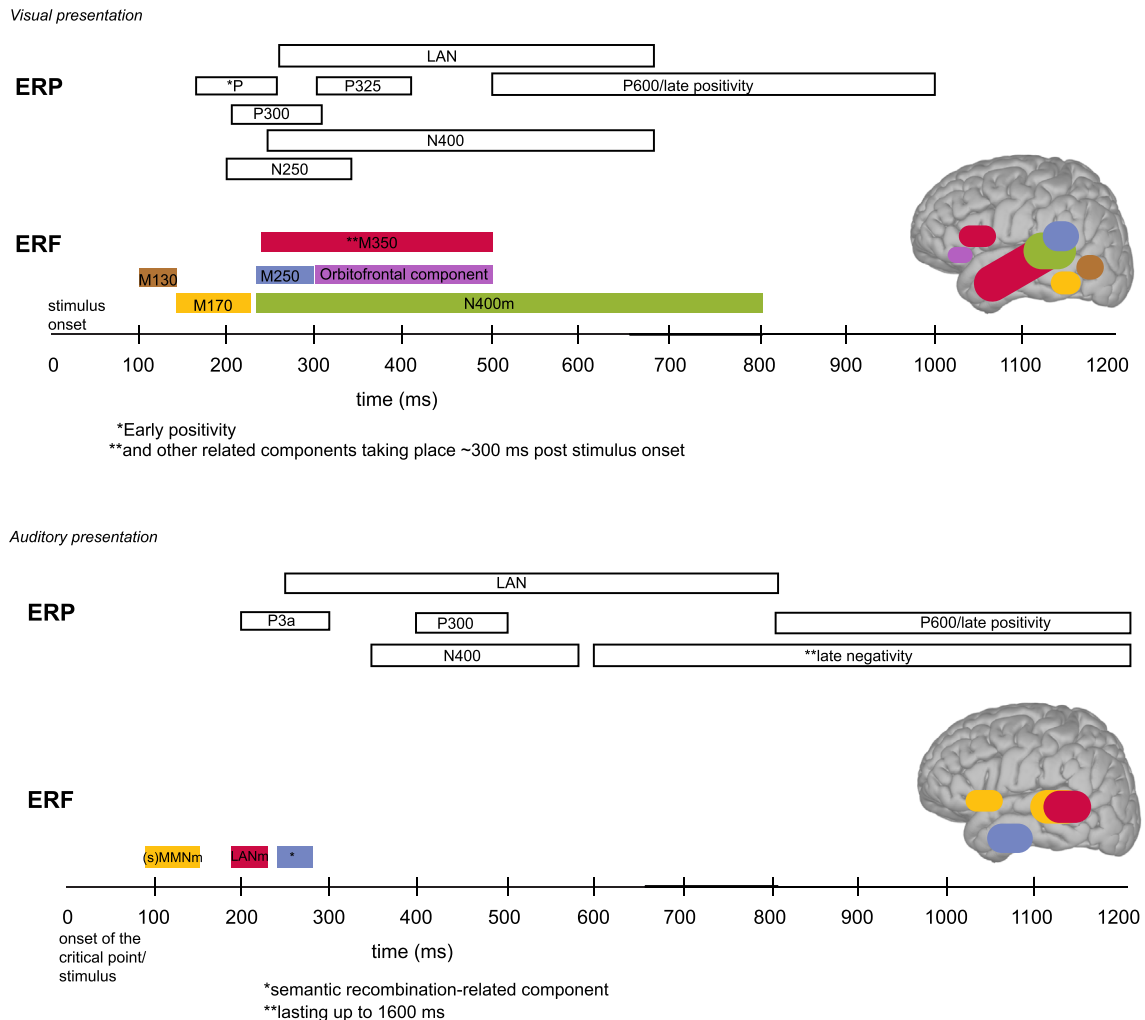 Visual presentation
LAN
ERP
*P
P325
P600/late positivity
P300
N400
N250
ERF
**M350
M130
M250
Orbitofrontal component
M170
N400m
stimulus
onset
0 100 200 300 400 500 600 700 800 900 1000 1100 1200
time (ms)
*Early positivity
**and other related components taking place ~300 ms post stimulus onset
Auditory presentation
LAN
ERP
P3a
P300
P600/late positivity
N400
**late negativity
ERF
(s)MMNm
LANm
*
0 100 200 300 400 500 600 700 800 900 1000 1100 1200
onset of the
critical point/
stimulus
time (ms)
*semantic recombination-related component
**lasting up to 1600 ms